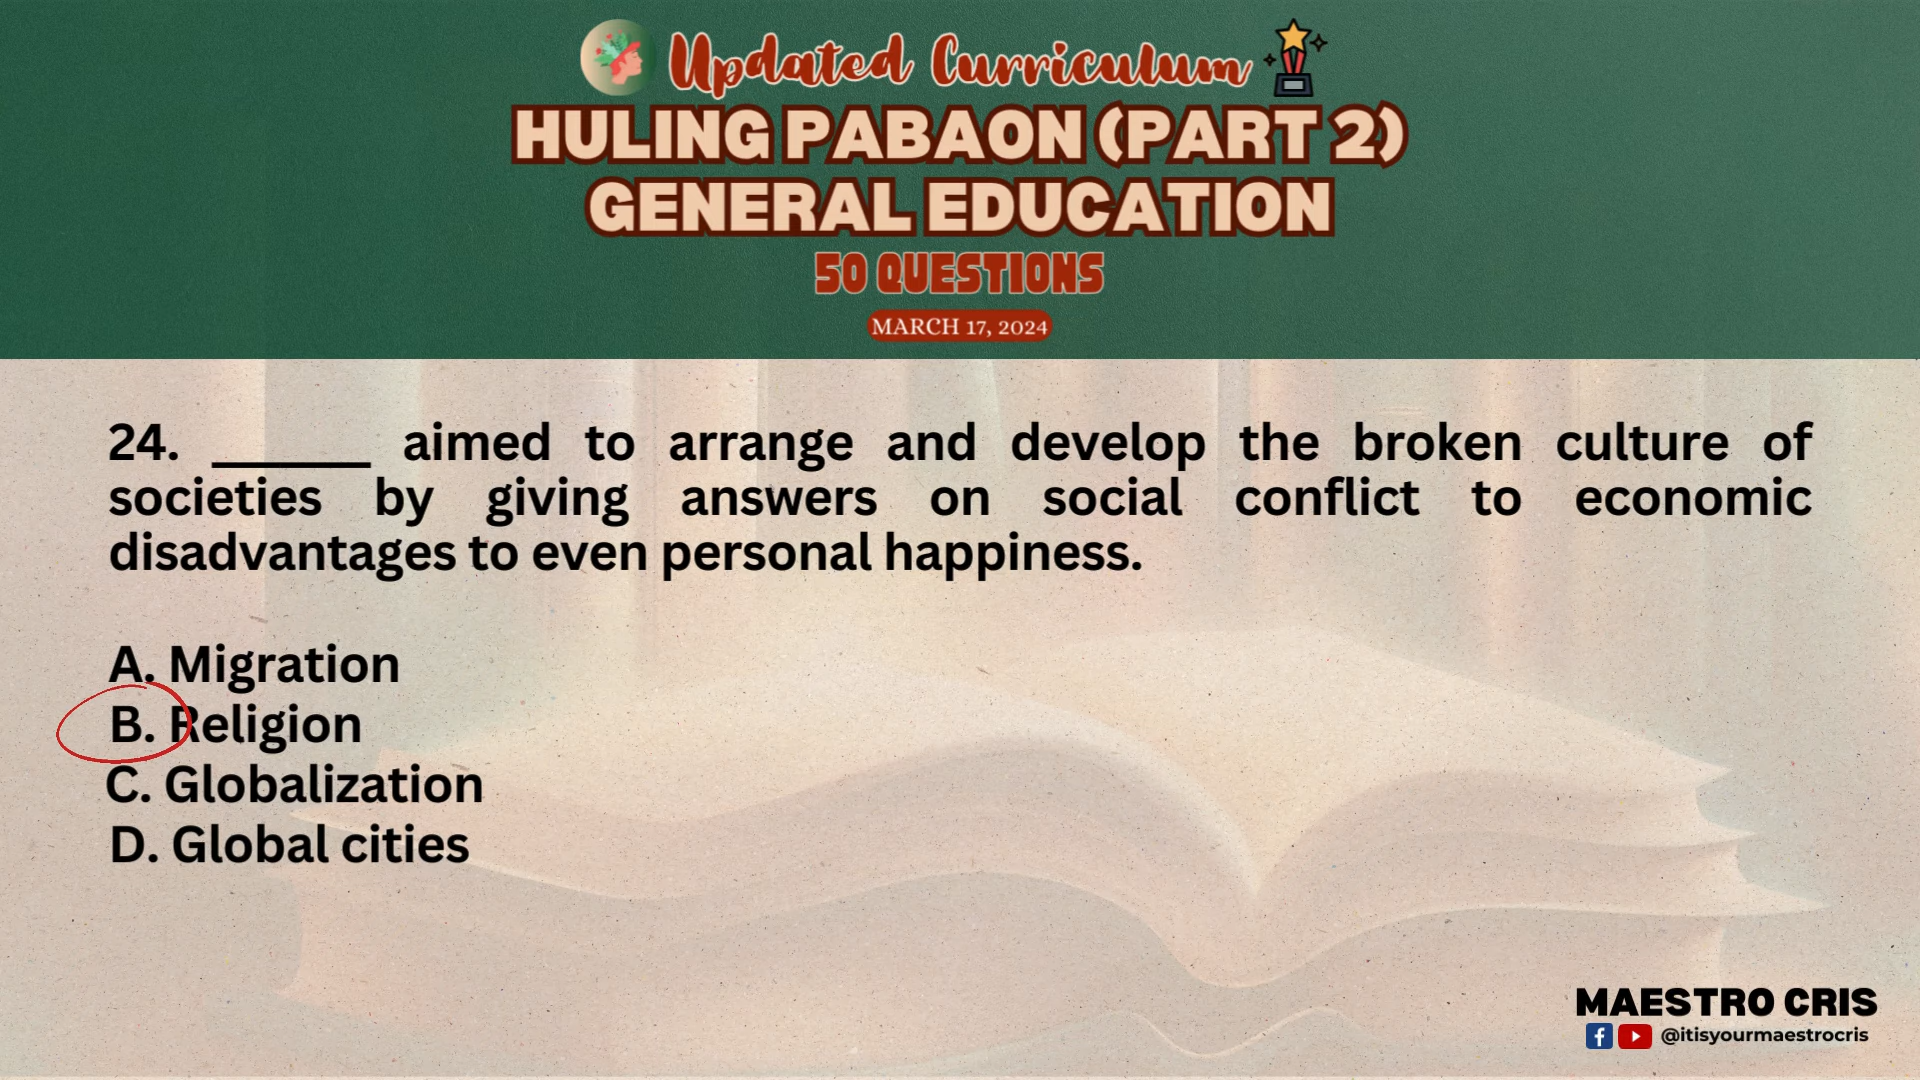 Updated Curriculum
HULING PABAON (PART 2)
GENERAL EDUCATION
50 QUESTIONS
MARCH 17, 2024
24. ______ aimed to arrange and develop the broken culture of
societies by giving answers on social conflict to economic
disadvantages to even personal happiness.
A. Migration
B. Religion
C. Globalization
D. Global cities
MAESTRO CRIS
@itisyourmaestrocris